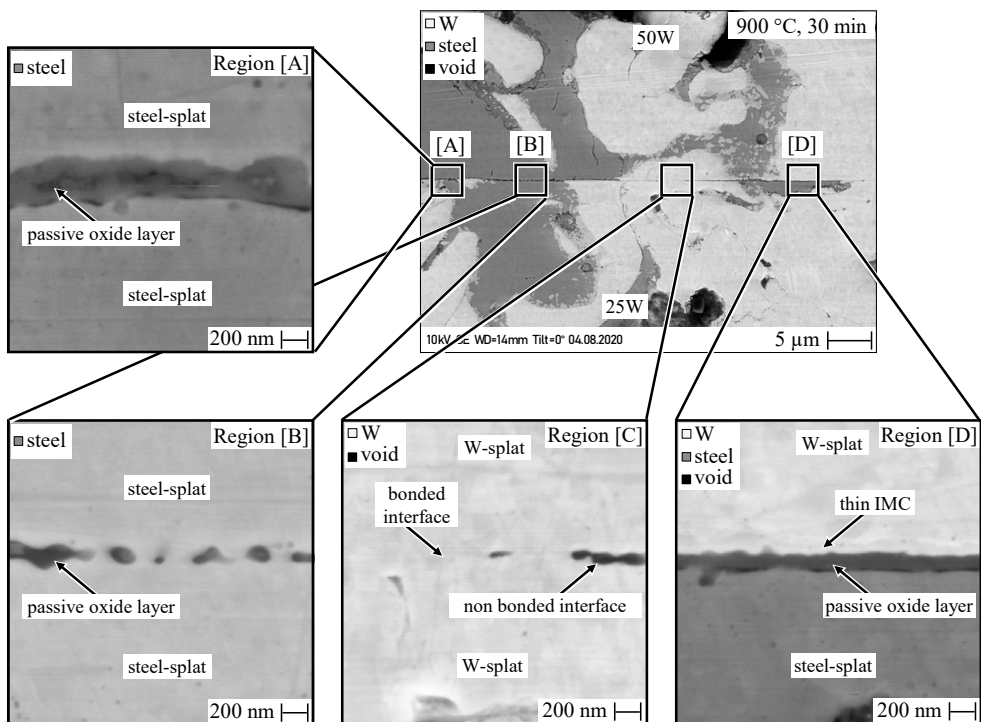 steel
Region [A]
steel-splat
passive oxide layer
steel-splat
200 nm
W
steel
void
50W
900 °C, 30 min
[A]
[B]
[D]
25W
10kV SE WD=14mm Tilt=0° 04.08.2020
5 µm
steel
Region [B]
steel-splat
passive oxide layer
steel-splat
200 nm
W
void
Region [C]
W-splat
bonded
interface
non bonded interface
W-splat
200 nm
W
steel
void
Region [D]
W-splat
thin IMC
passive oxide layer
steel-splat
200 nm